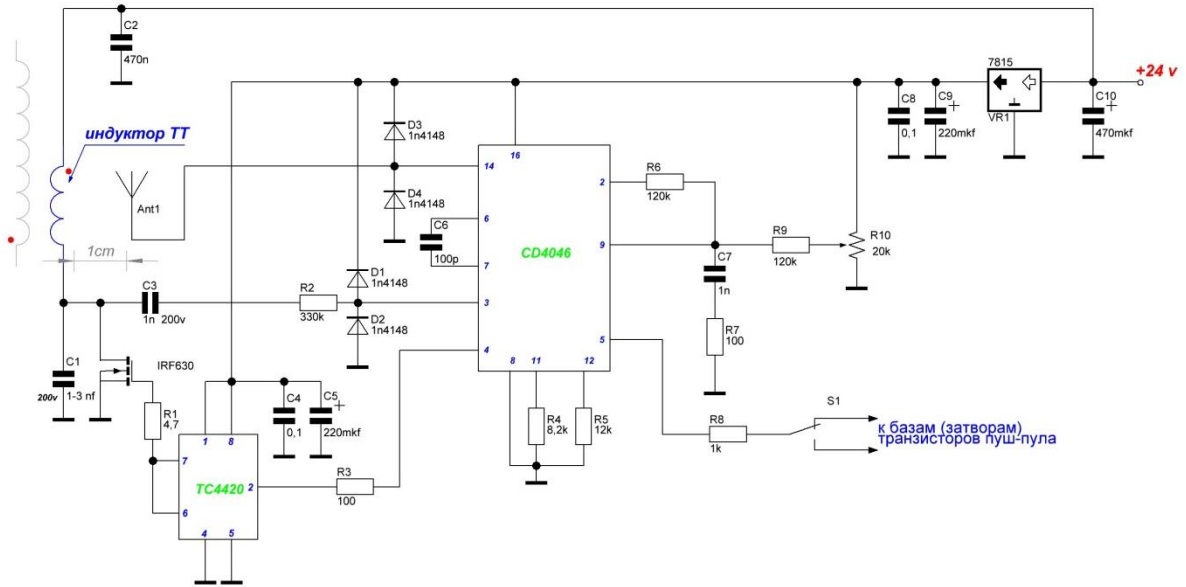 C2
470n
индуктор ТТ
Ant1
1cm
C3
1n 200v
R2
330k
C1
200v 1-3 nf
IRF630
R1
4,7
TC4420
1
8
7
6
2
4
5
C4
0,1
C5
+
220mkf
R3
100
D3
1n4148
D4
1n4148
C6
100p
D1
1n4148
D2
1n4148
CD4046
16
14
6
7
3
4
8
11
12
2
9
5
R4
8,2k
R5
12k
R6
120k
R9
120k
R10
20k
C7
1n
R7
100
R8
1k
S1
к базам (затворам)
транзисторов пуш-пула
C8
0,1
C9
+
220mkf
7815
VR1
+24 v
C10
+
470mkf